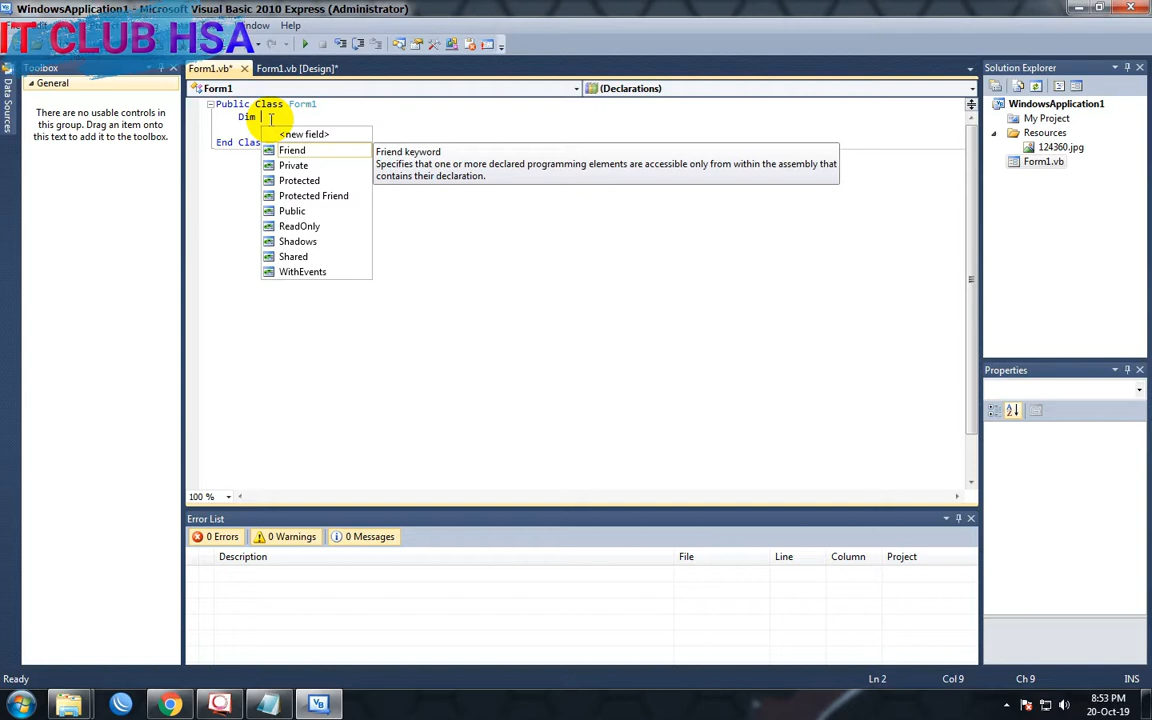 WindowsApplication1 - Microsoft Visual Basic 2010 Express (Administrator)
Window Help
IT CLUB HSA
Toolbox
Form1.vb* Form1.vb [Design]*
Solution Explorer
General
Form1
(Declarations)
There are no usable controls in this group. Drag an item onto this text to add it to the toolbox.
Data Sources
Public Class Form1
Dim
End Clas
<new field>
Friend
Private
Protected
Protected Friend
Public
ReadOnly
Shadows
Shared
WithEvents
Friend keyword
Specifies that one or more declared programming elements are accessible only from within the assembly that
contains their declaration.
WindowsApplication1
My Project
Resources
124360.jpg
Form1.vb
Properties
100 %
Error List
0 Errors 0 Warnings 0 Messages
Description File Line Column Project
Ready Ln 2 Col 9 Ch 9 INS
8:53 PM
20-Oct-19